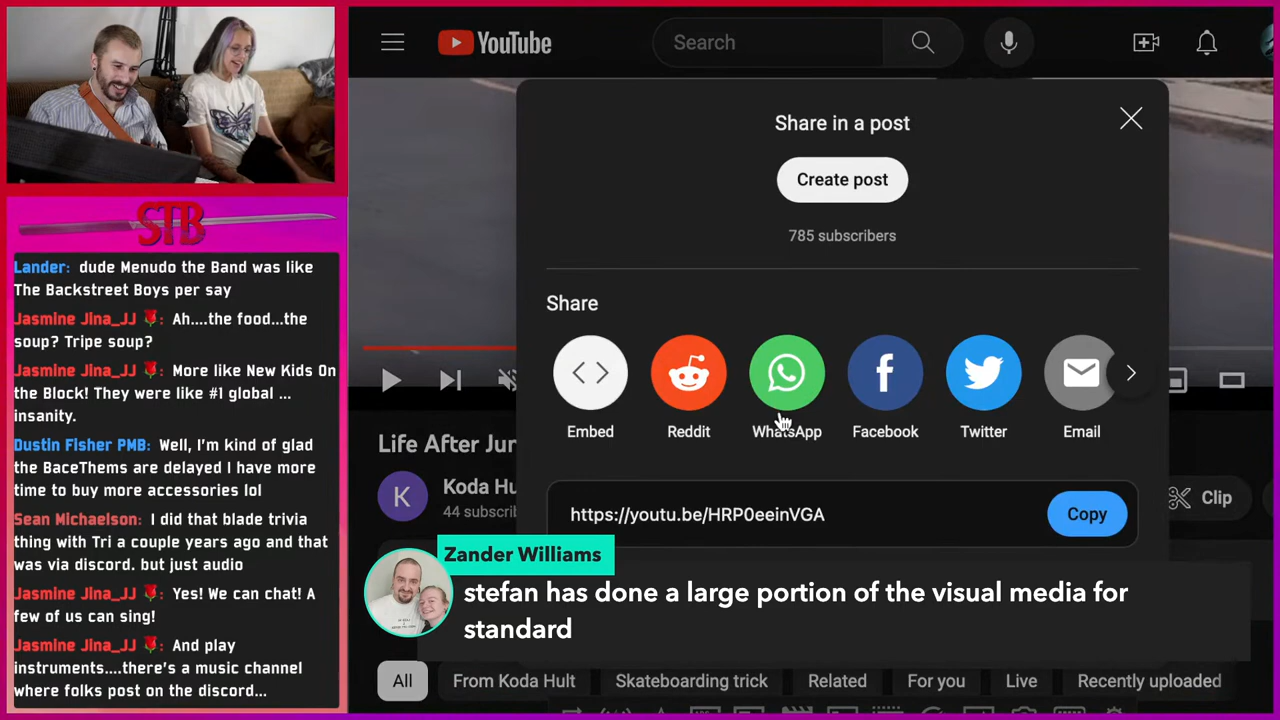 STB
Lander: dude Menudo the Band was like
The Backstreet Boys per say
Jasmine Jina_JJ 🌹: Ah....the food...the
soup? Tripe soup?
Jasmine Jina_JJ 🌹: More like New Kids On
the Block! They were like #1 global ...
insanity.
Dustin Fisher PMB: Well, I'm kind of glad
the BaceThems are delayed I have more
time to buy more accessories lol
Sean Michaelson: I did that blade trivia
thing with Tri a couple years ago and that
was via discord. but just audio
Jasmine Jina_JJ 🌹: Yes! We can chat! A
few of us can sing!
Jasmine Jina_JJ 🌹: And play
instruments....there's a music channel
where folks post on the discord...
YouTube
Search
Share in a post
Create post
785 subscribers
Share
Embed
Reddit
WhatsApp
Facebook
Twitter
Email
Life After Jun
K
Koda Hu
44 subscrib
Clip
https://youtu.be/HRP0eeinVGA
Copy
Zander Williams
stefan has done a large portion of the visual media for
standard
All
From Koda Hult
Skateboarding trick
Related
For you
Live
Recently uploaded